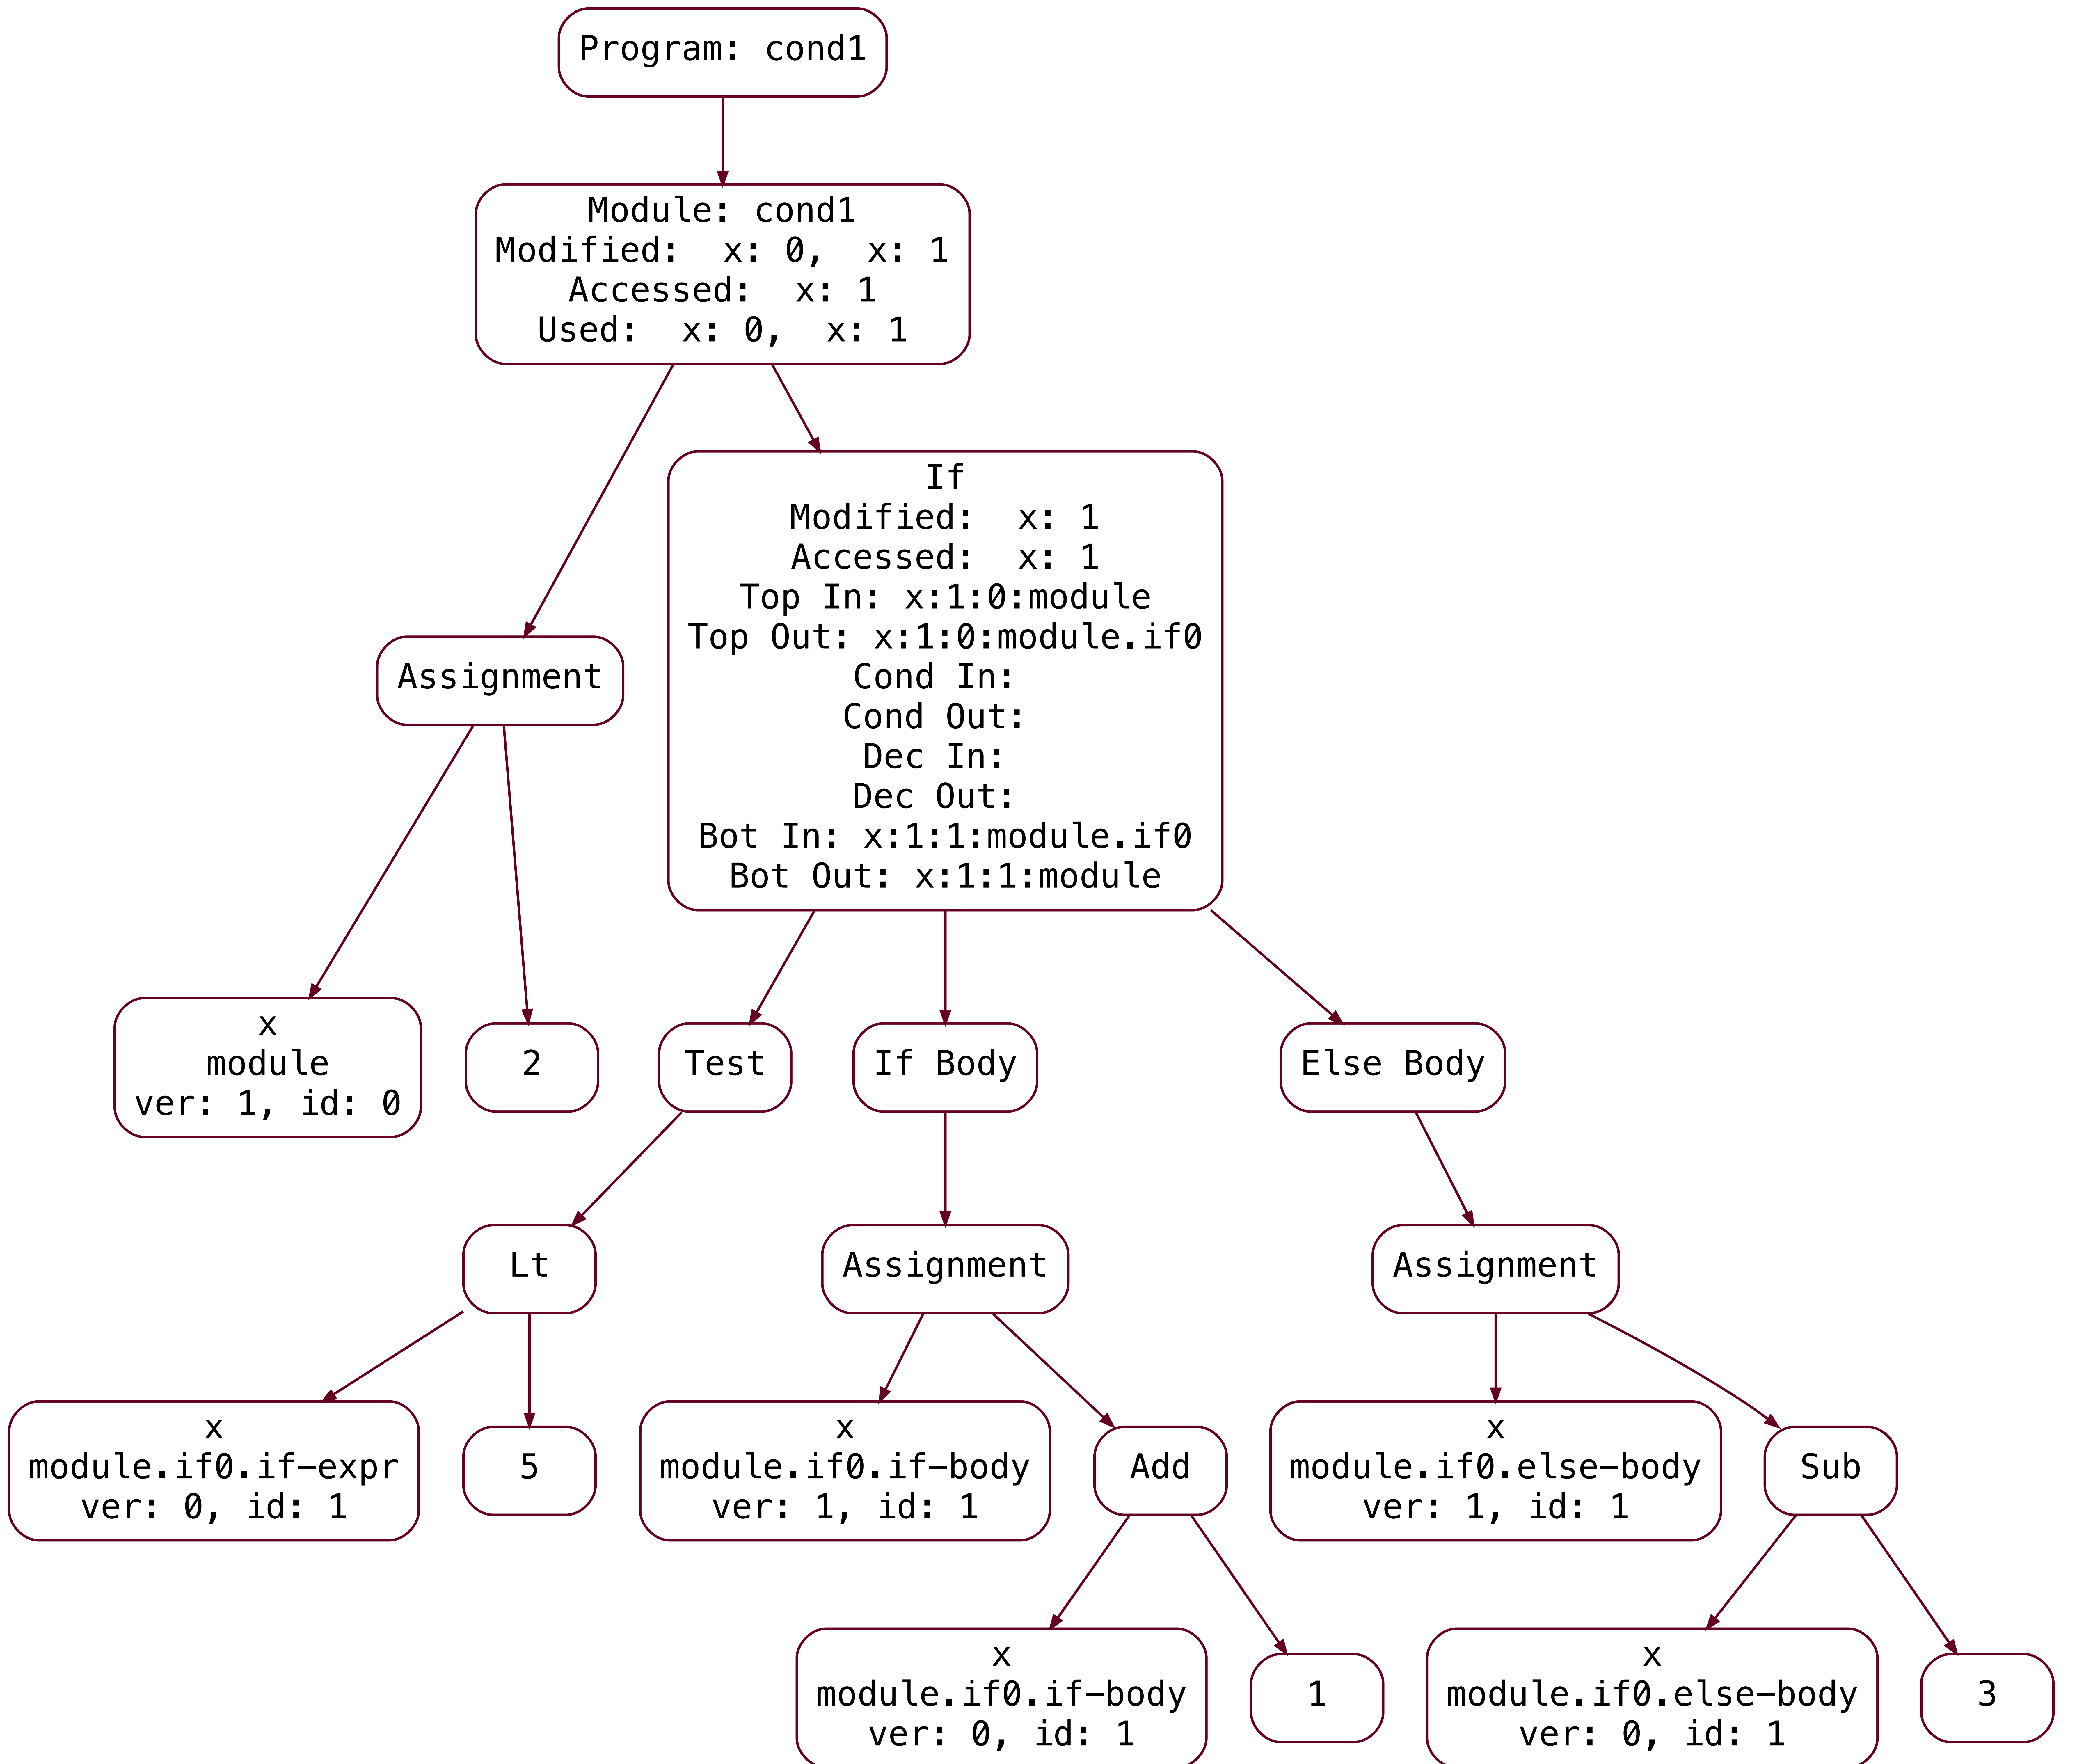 Program: cond1
Module: cond1
Modified:  x: 0,  x: 1
Accessed:  x: 1
Used:  x: 0,  x: 1
If
Modified:  x: 1
Accessed:  x: 1
Top In: x:1:0:module
Top Out: x:1:0:module.if0
Cond In:
Cond Out:
Dec In:
Dec Out:
Bot In: x:1:1:module.if0
Bot Out: x:1:1:module
Assignment
x
module
ver: 1, id: 0
2
Test
If Body
Else Body
Lt
Assignment
Assignment
x
module.if0.if-expr
ver: 0, id: 1
5
x
module.if0.if-body
ver: 1, id: 1
Add
x
module.if0.else-body
ver: 1, id: 1
Sub
x
module.if0.if-body
ver: 0, id: 1
1
x
module.if0.else-body
ver: 0, id: 1
3